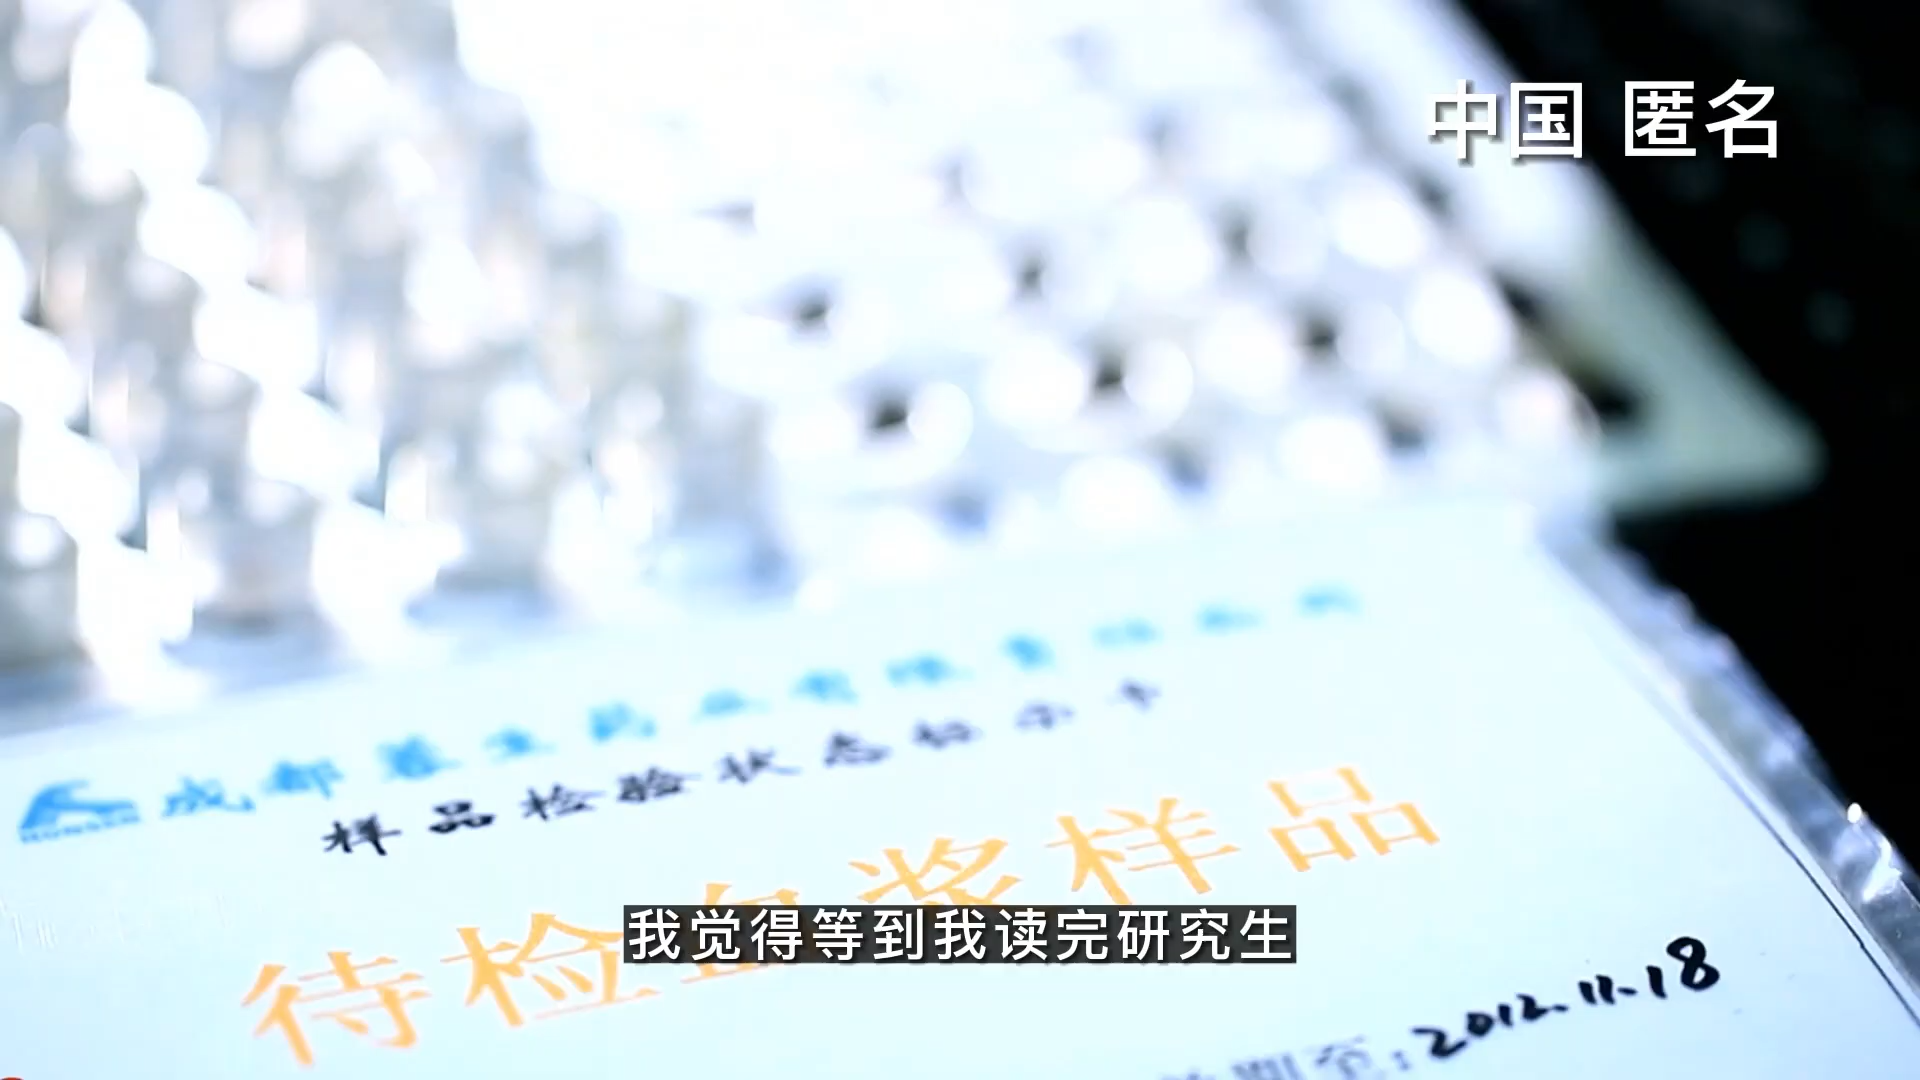 中国 匿名
成都蓉生药业有限责任公司
样品检验状态标示卡
待检血浆样品
我觉得等到我读完研究生
期至:2012.11.18